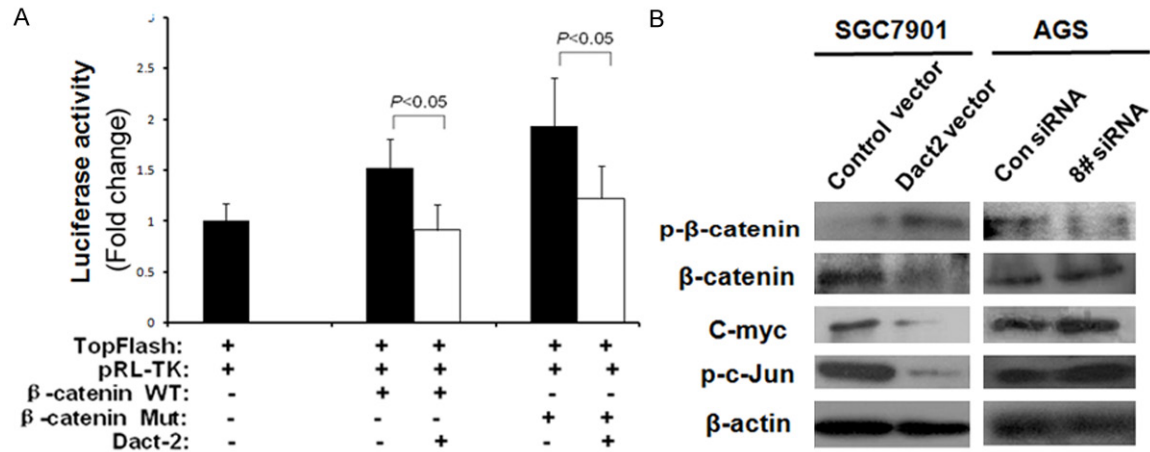 A
Luciferase activity
(Fold change)
3
2.5
2
1.5
1
0.5
0
P<0.05
P<0.05
TopFlash: + + + + +
pRL-TK: + + + + +
β-catenin WT: - + + - -
β-catenin Mut: - - - + +
Dact-2: - - + - +
B
SGC7901 AGS
Control vector
Dact2 vector
Con siRNA
8# siRNA
p-β-catenin
β-catenin
C-myc
p-c-Jun
β-actin